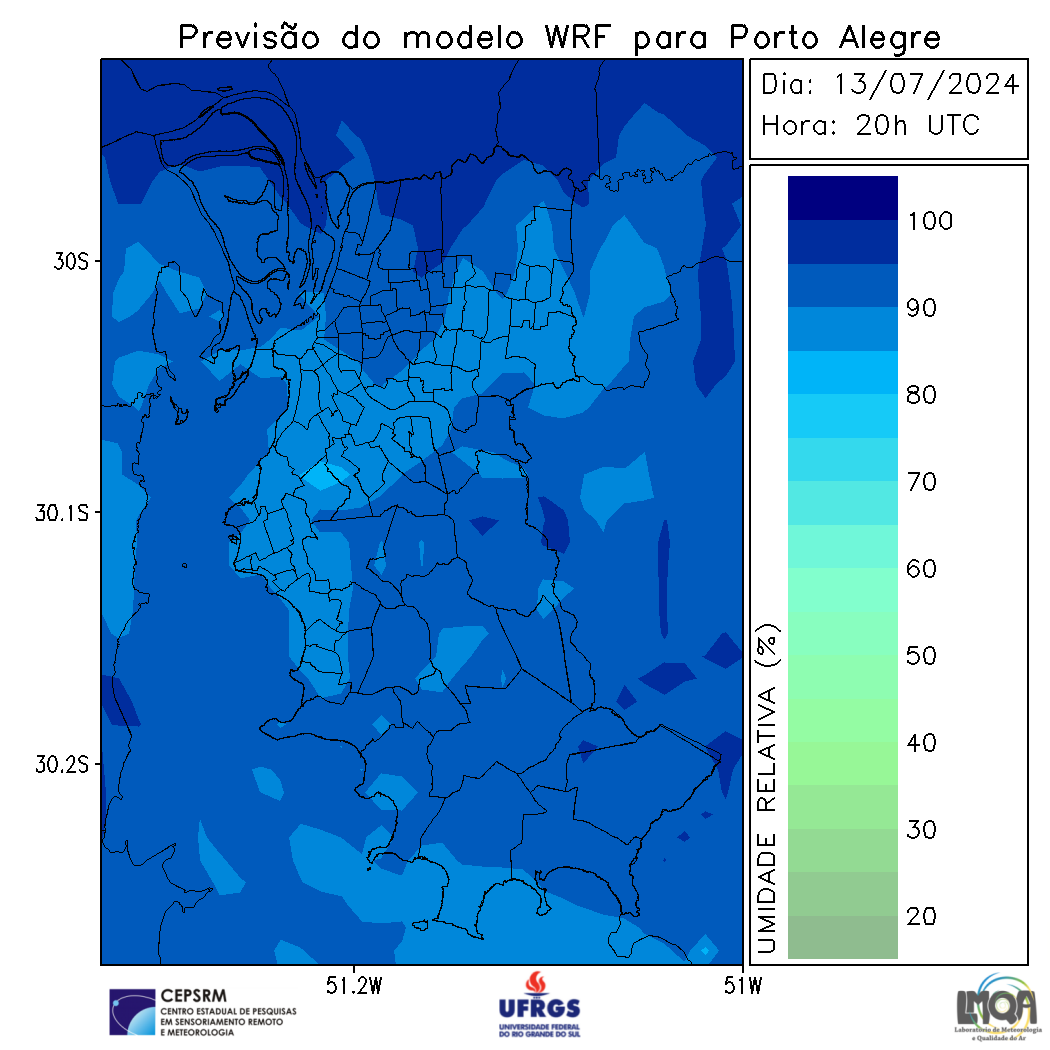 Previsão do modelo WRF para Porto Alegre
Dia: 13/07/2024
Hora: 20h UTC
100
90
80
70
60
50
40
30
20
UMIDADE RELATIVA (%)
30S
30.1S
30.2S
51.2W
51W
CEPSRM
CENTRO ESTADUAL DE PESQUISAS
EM SENSORIAMENTO REMOTO
E METEOROLOGIA
UFRGS
UNIVERSIDADE FEDERAL
DO RIO GRANDE DO SUL
LMQA
Laboratório de Meteorologia
e Qualidade do Ar